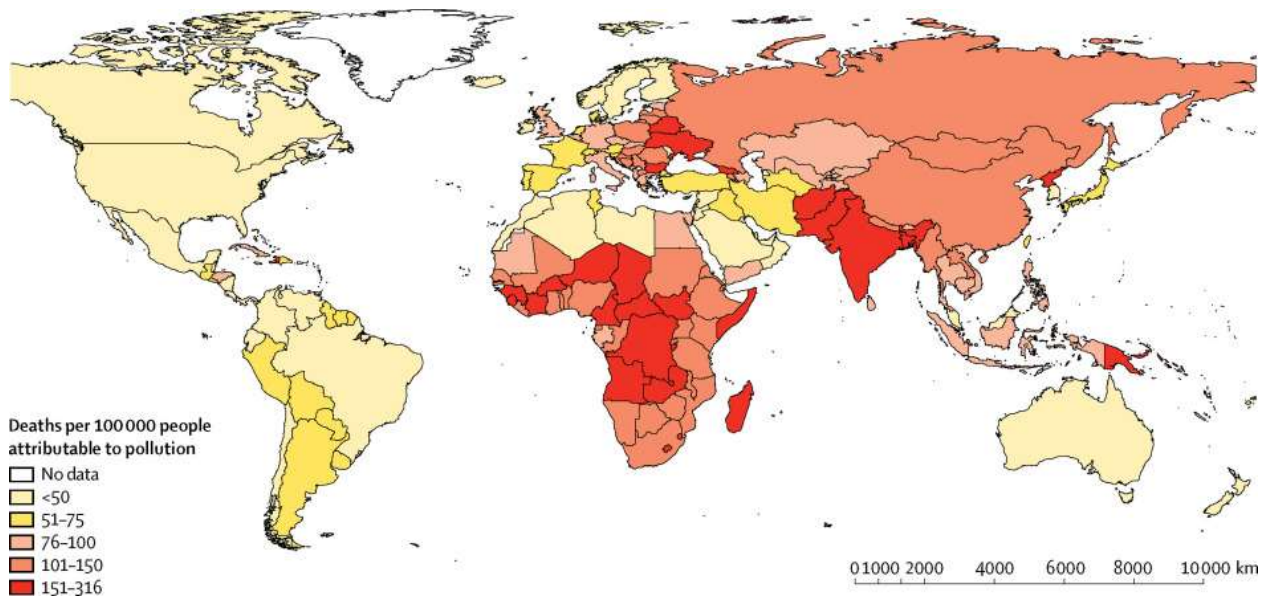 Deaths per 100 000 people
attributable to pollution
No data
<50
51–75
76–100
101–150
151–316
0 1000 2000 4000 6000 8000 10 000 km